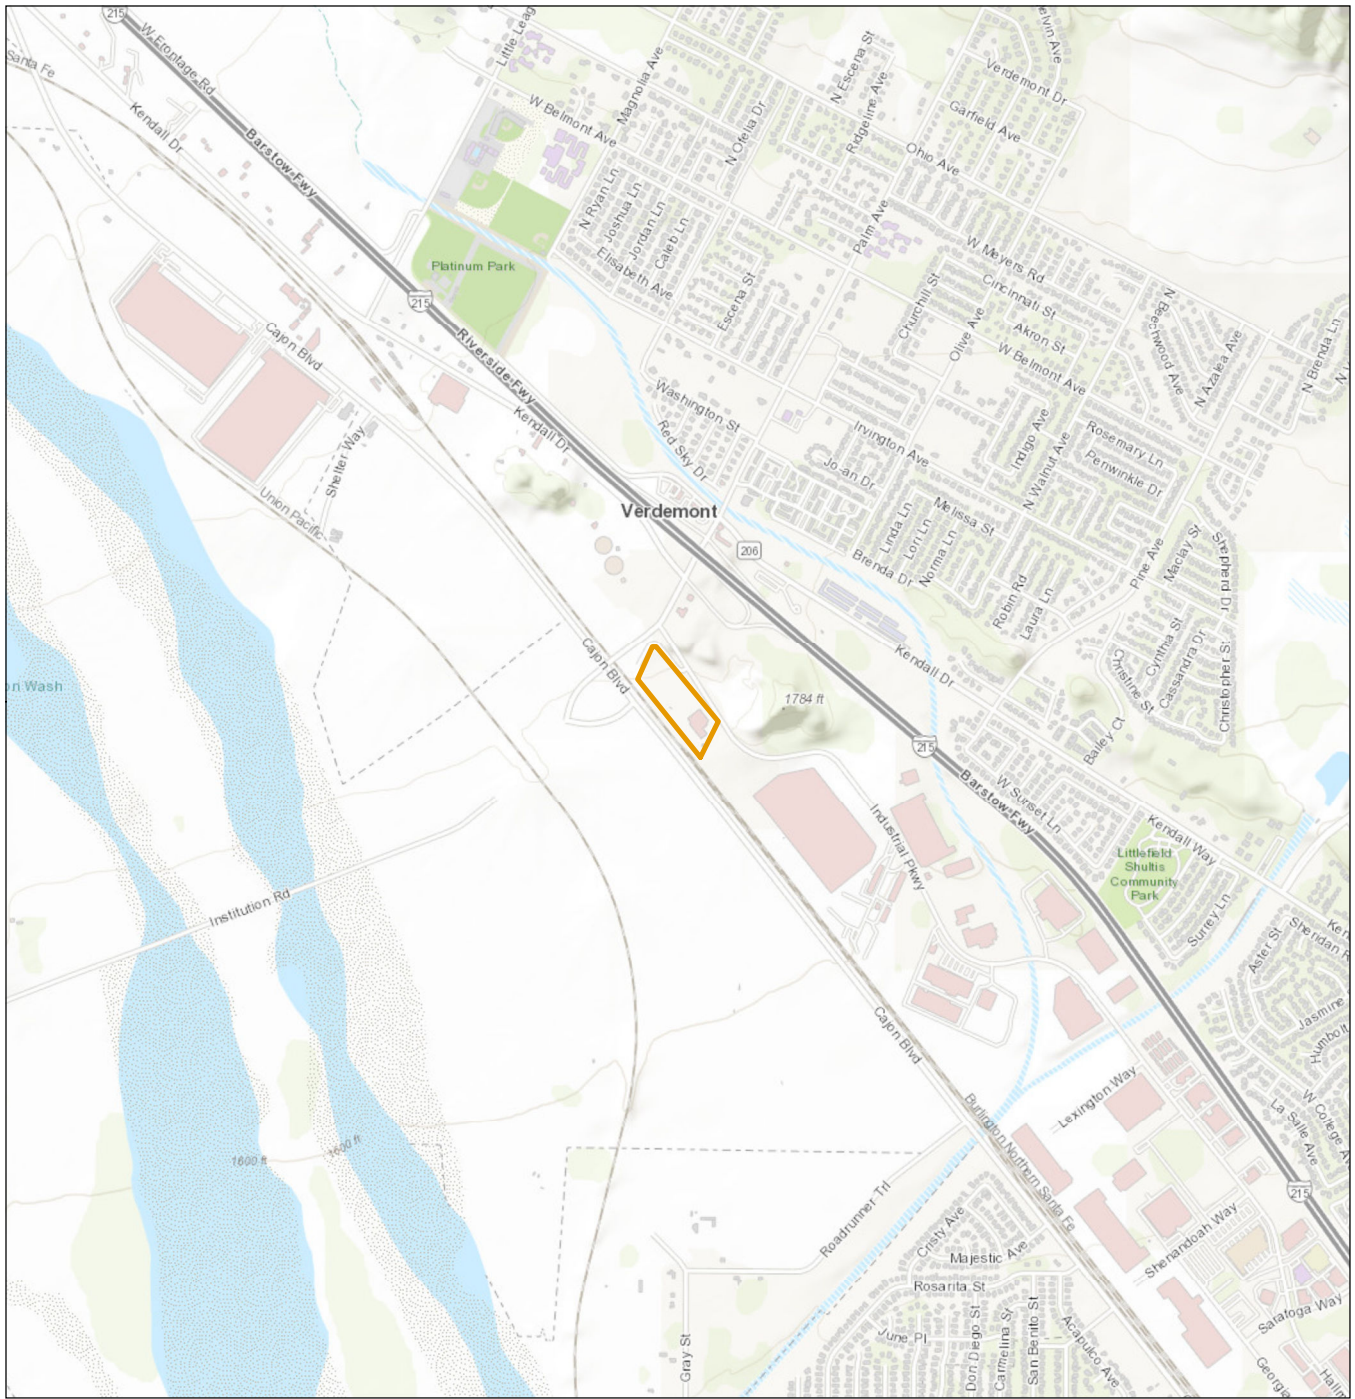 215
W Frontage Rd
Santa Fe
Kendall Dr
Barstow Fwy
Little Leag
W Belmont Ave
Magnolia Ave
N Ofelia Dr
N Escena St
Ridgeline Ave
elvin Ave
Verdemont Dr
Garfield Ave
Ohio Ave
Palm Ave
W Meyers Rd
N Ryan Ln
Joshua Ln
Jordan Ln
Caleb Ln
Elisabeth Ave
Escena St
Platinum Park
215
Riverside Fwy
Kendall Dr
Cajon Blvd
Churchill St
Cincinnati St
Olive Ave
Akron St
W Belmont Ave
N Beechwood Ave
N Azalea Ave
N Brenda Ln
Washington St
Red Sky Dr
Irvington Ave
Jo-an Dr
Indigo Ave
N Walnut Ave
Rosemary Ln
Periwinkle Dr
Shelter Way
Union Pacific
Verdemont
206
Linda Ln
Lori Ln
Norma Ln
Melissa St
Brenda Dr
Robin Rd
Laura Ln
Pine Ave
Maclay St
Shepherd Dr
Cynthia St
Cassandra Dr
Christine St
Christopher St
Kendall Dr
Cajon Blvd
on Wash
1784 ft
215
Bailey Ct
Barstow Fwy
W Sunset Ln
Kendall Way
Industrial Pkwy
Littlefield
Shultis
Community
Park
Surrey Ln
Institution Rd
Aster St
Sheridan R
Ken
Jasmine
Humbolt
Cajon Blvd
Burlington Northern Santa Fe
Lexington Way
La Salle Ave
W College Av
1600 ft
1600 ft
215
Roadrunner Trl
Cristy Ave
Majestic Ave
Rosarita St
Shenandoah Way
Saratoga Way
June Pl
Don Diego St
Carmelina St
San Benito St
Acapulco Ave
Gray St
Georgi